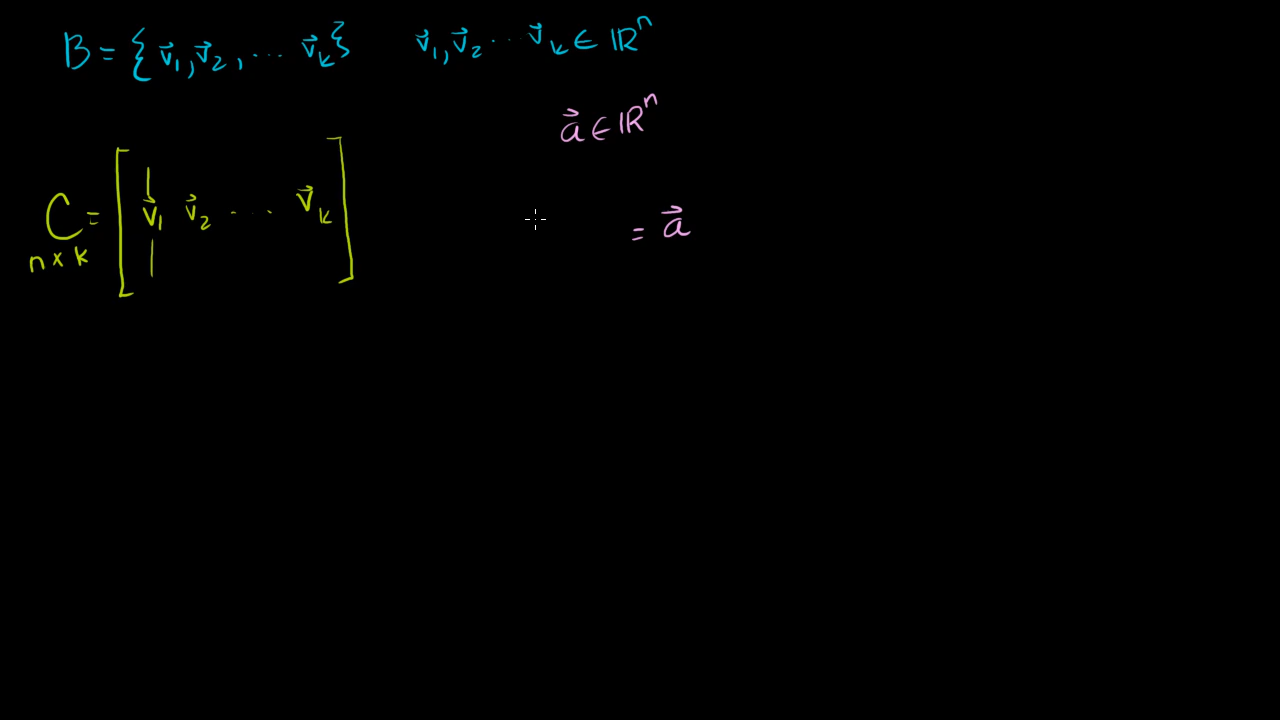 B = { v⃗₁, v⃗₂, ... v⃗ₖ }   v⃗₁, v⃗₂ ... v⃗ₖ ∈ ℝⁿ
a⃗ ∈ ℝⁿ
C = [ v⃗₁ v⃗₂ ... v⃗ₖ ]
n × k
= a⃗